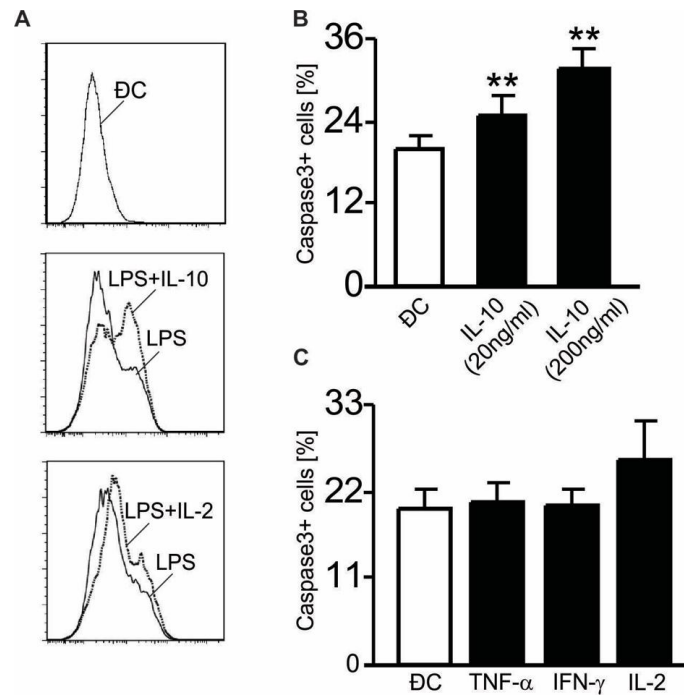 A
ĐC
LPS+IL-10
LPS
LPS+IL-2
LPS
B
Caspase3+ cells [%]
36
24
12
0
**
**
ĐC
IL-10
(20ng/ml)
IL-10
(200ng/ml)
C
Caspase3+ cells [%]
33
22
11
0
ĐC TNF-α IFN-γ IL-2